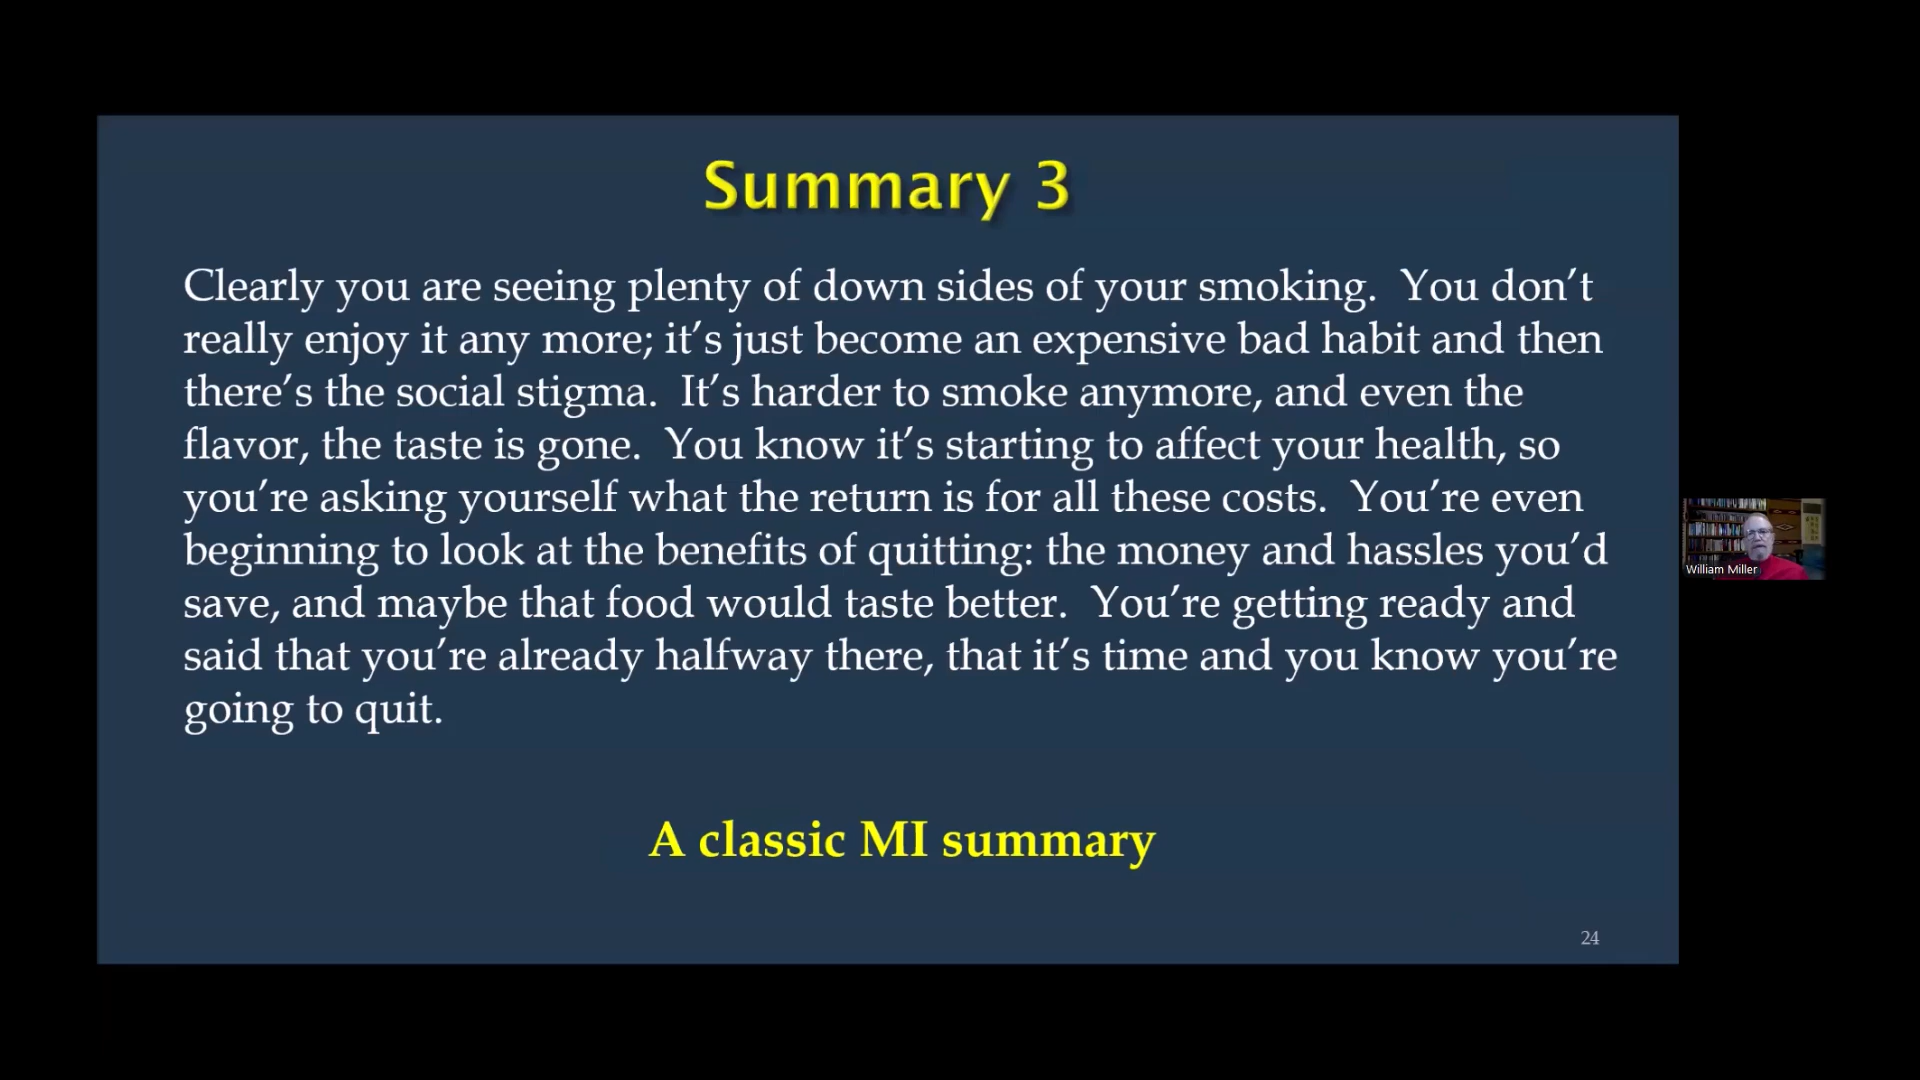 Summary 3
Clearly you are seeing plenty of down sides of your smoking.  You don’t
really enjoy it any more; it’s just become an expensive bad habit and then
there’s the social stigma.  It’s harder to smoke anymore, and even the
flavor, the taste is gone.  You know it’s starting to affect your health, so
you’re asking yourself what the return is for all these costs.  You’re even
beginning to look at the benefits of quitting: the money and hassles you’d
save, and maybe that food would taste better.  You’re getting ready and
said that you’re already halfway there, that it’s time and you know you’re
going to quit.
A classic MI summary
24
William Miller